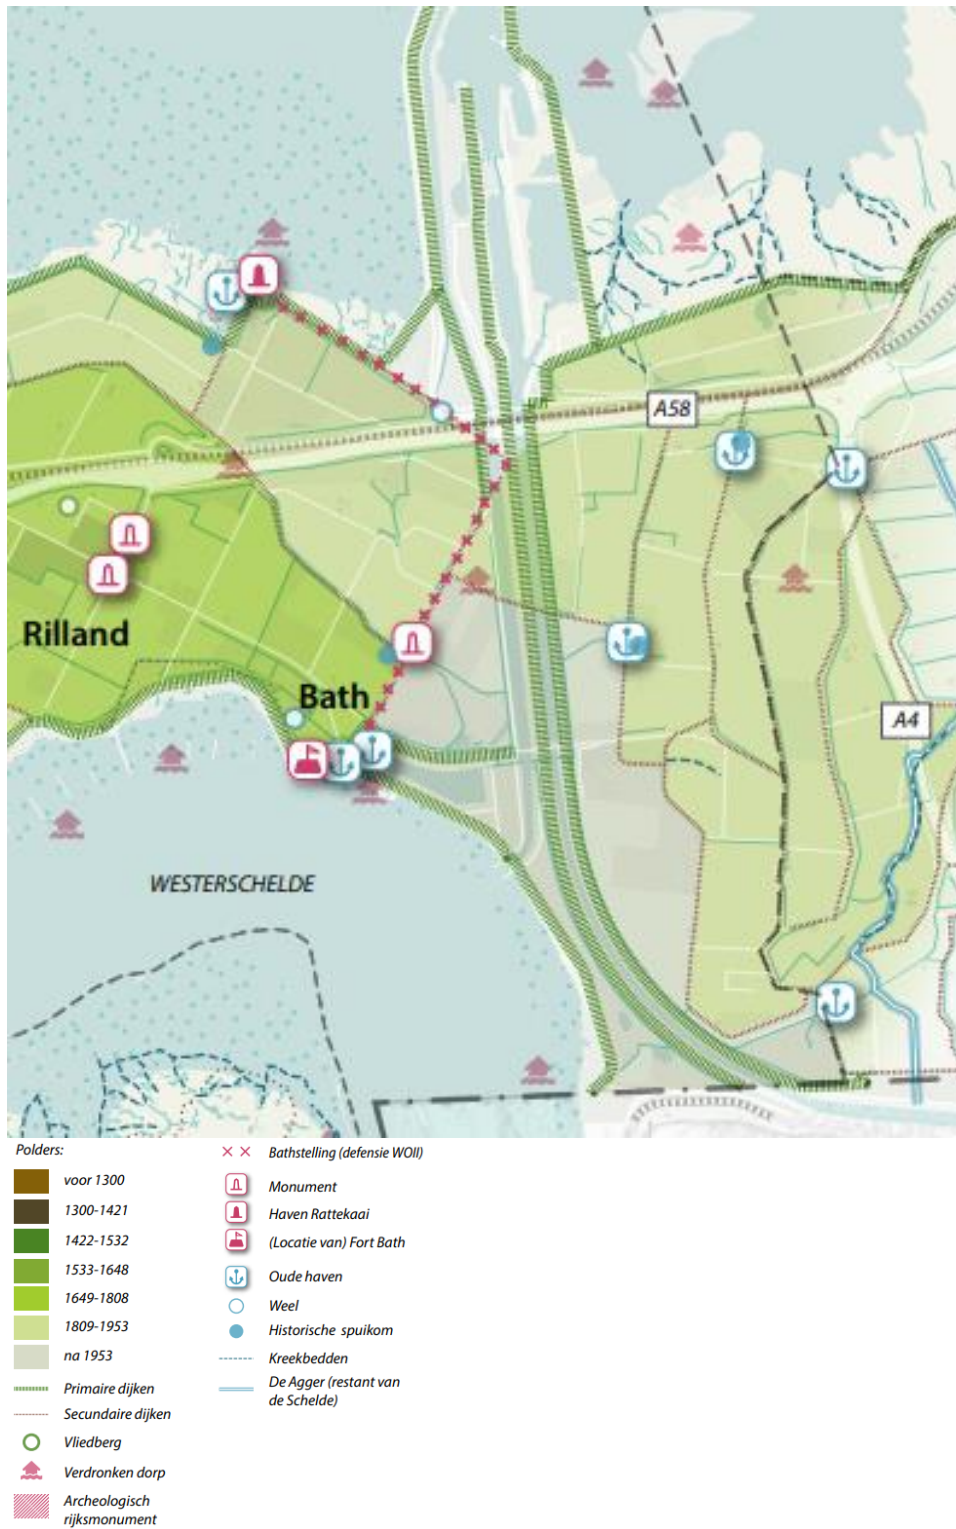 A58
Rilland
Bath
A4
WESTERSCHELDE
Polders:
voor 1300
1300-1421
1422-1532
1533-1648
1649-1808
1809-1953
na 1953
Primaire dijken
Secundaire dijken
Vliedberg
Verdronken dorp
Archeologisch
rijksmonument
Bathstelling (defensie WOII)
Monument
Haven Rattekaai
(Locatie van) Fort Bath
Oude haven
Weel
Historische spuikom
Kreekbedden
De Agger (restant van
de Schelde)